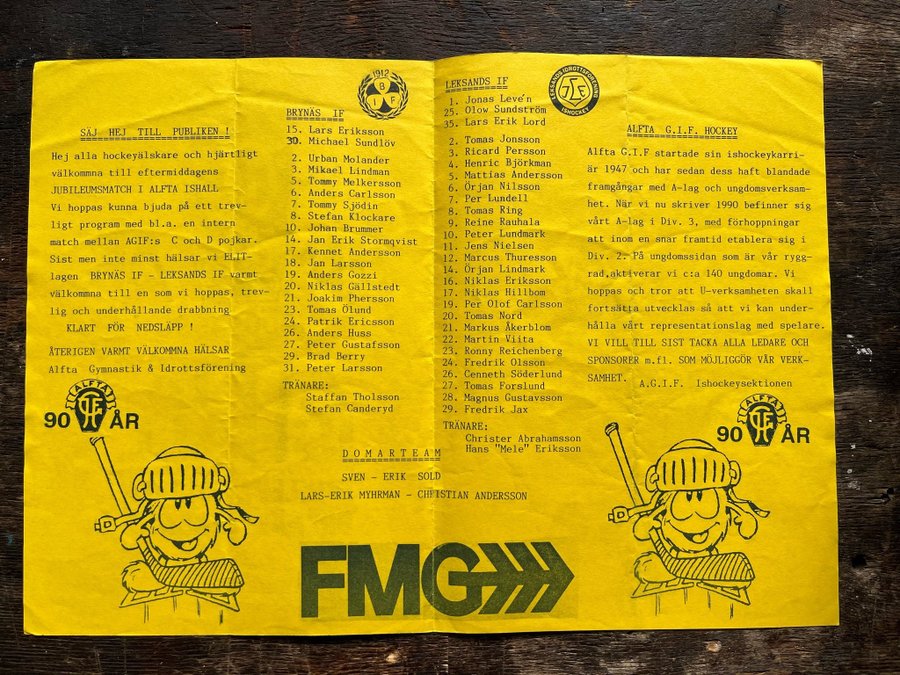 SÄJ HEJ TILL PUBLIKEN !
Hej alla hockeyälskare och hjärtligt
välkomna till eftermiddagens
JUBILEUMSMATCH I ALFTA ISHALL
Vi hoppas kunna bjuda på ett trev-
ligt program med bl.a. en intern
match mellan AGIF:s C och D pojkar.
Sist men inte minst hälsar vi ELIT-
lagen BRYNÄS IF - LEKSANDS IF varmt
välkomna till en som vi hoppas, trev-
lig och underhållande drabbning
KLART FÖR NEDSLÄPP !
ÅTERIGEN VARMT VÄLKOMMNA HÄLSAR
Alfta Gymnastik & Idrottsförening
ALFTA
GIF
90 ÅR
1912
B
I F
BRYNÄS IF
15. Lars Eriksson
30. Michael Sundlöv
2. Urban Molander
3. Mikael Lindman
5. Tommy Melkersson
6. Anders Carlsson
7. Tommy Sjödin
8. Stefan Klockare
10. Johan Brummer
14. Jan Erik Stormqvist
17. Kennet Andersson
18. Jan Larsson
19. Anders Gozzi
20. Niklas Gällstedt
21. Joakim Phersson
23. Tomas Ölund
24. Patrik Ericsson
26. Anders Huss
27. Peter Gustafsson
29. Brad Berry
31. Peter Larsson
TRÄNARE:
Staffan Tholsson
Stefan Canderyd
LEKSANDS IF
LEKSANDS IDROTTSFÖRENING
ISHOCKEY
1. Jonas Leve´n
25. Olow Sundström
35. Lars Erik Lord
2. Tomas Jonsson
3. Ricard Persson
4. Henric Björkman
5. Mattias Andersson
6. Örjan Nilsson
7. Per Lundell
8. Tomas Ring
9. Reine Rauhala
10. Peter Lundmark
11. Jens Nielsen
12. Marcus Thuresson
14. Örjan Lindmark
16. Niklas Eriksson
17. Niklas Hillbom
19. Per Olof Carlsson
20. Tomas Nord
21. Markus Åkerblom
22. Martin Viita
23. Ronny Reichenberg
24. Fredrik Olsson
26. Cenneth Söderlund
27. Tomas Forslund
28. Magnus Gustavsson
29. Fredrik Jax
TRÄNARE:
Christer Abrahamsson
Hans "Mele" Eriksson
DOMARTEAM
SVEN - ERIK SOLD
LARS-ERIK MYHRMAN - CHRISTIAN ANDERSSON
FMG
ALFTA G.I.F. HOCKEY
Alfta G.I.F startade sin ishockeykarri-
är 1947 och har sedan dess haft blandade
framgångar med A-lag och ungdomsverksam-
het. När vi nu skriver 1990 befinner sig
vårt A-lag i Div. 3, med förhoppningar
att inom en snar framtid etablera sig i
Div. 2. På ungdomssidan som är vår rygg-
rad,aktiverar vi c:a 140 ungdomar. Vi
hoppas och tror att U-verksamheten skall
fortsätta utvecklas så att vi kan under-
hålla vårt representationslag med spelare.
VI VILL TILL SIST TACKA ALLA LEDARE OCH
SPONSORER m.fl. SOM MÖJLIGGÖR VÅR VERK-
SAMHET.
A.G.I.F. Ishockeysektionen
ALFTA
GIF
90 ÅR